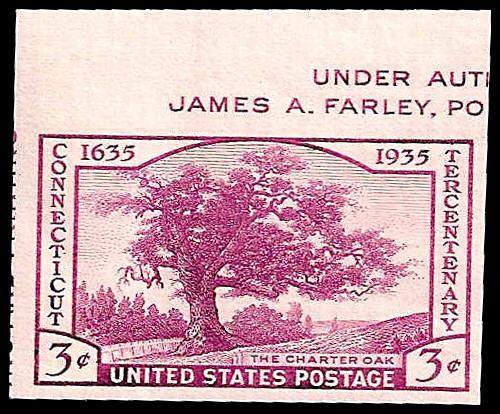 UNDER AUT
JAMES A. FARLEY, PO
1635 1935
CONNECTICUT
TERCENTENARY
THE CHARTER OAK
3¢ 3¢
UNITED STATES POSTAGE